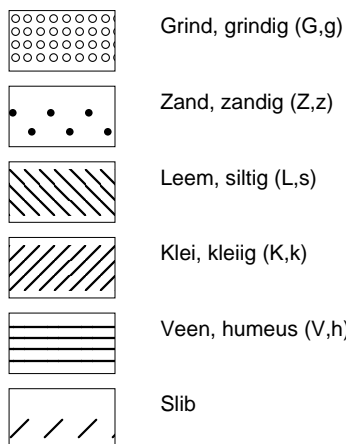 Grind, grindig (G,g)
Zand, zandig (Z,z)
Leem, siltig (L,s)
Klei, kleiig (K,k)
Veen, humeus (V,h)
Slib